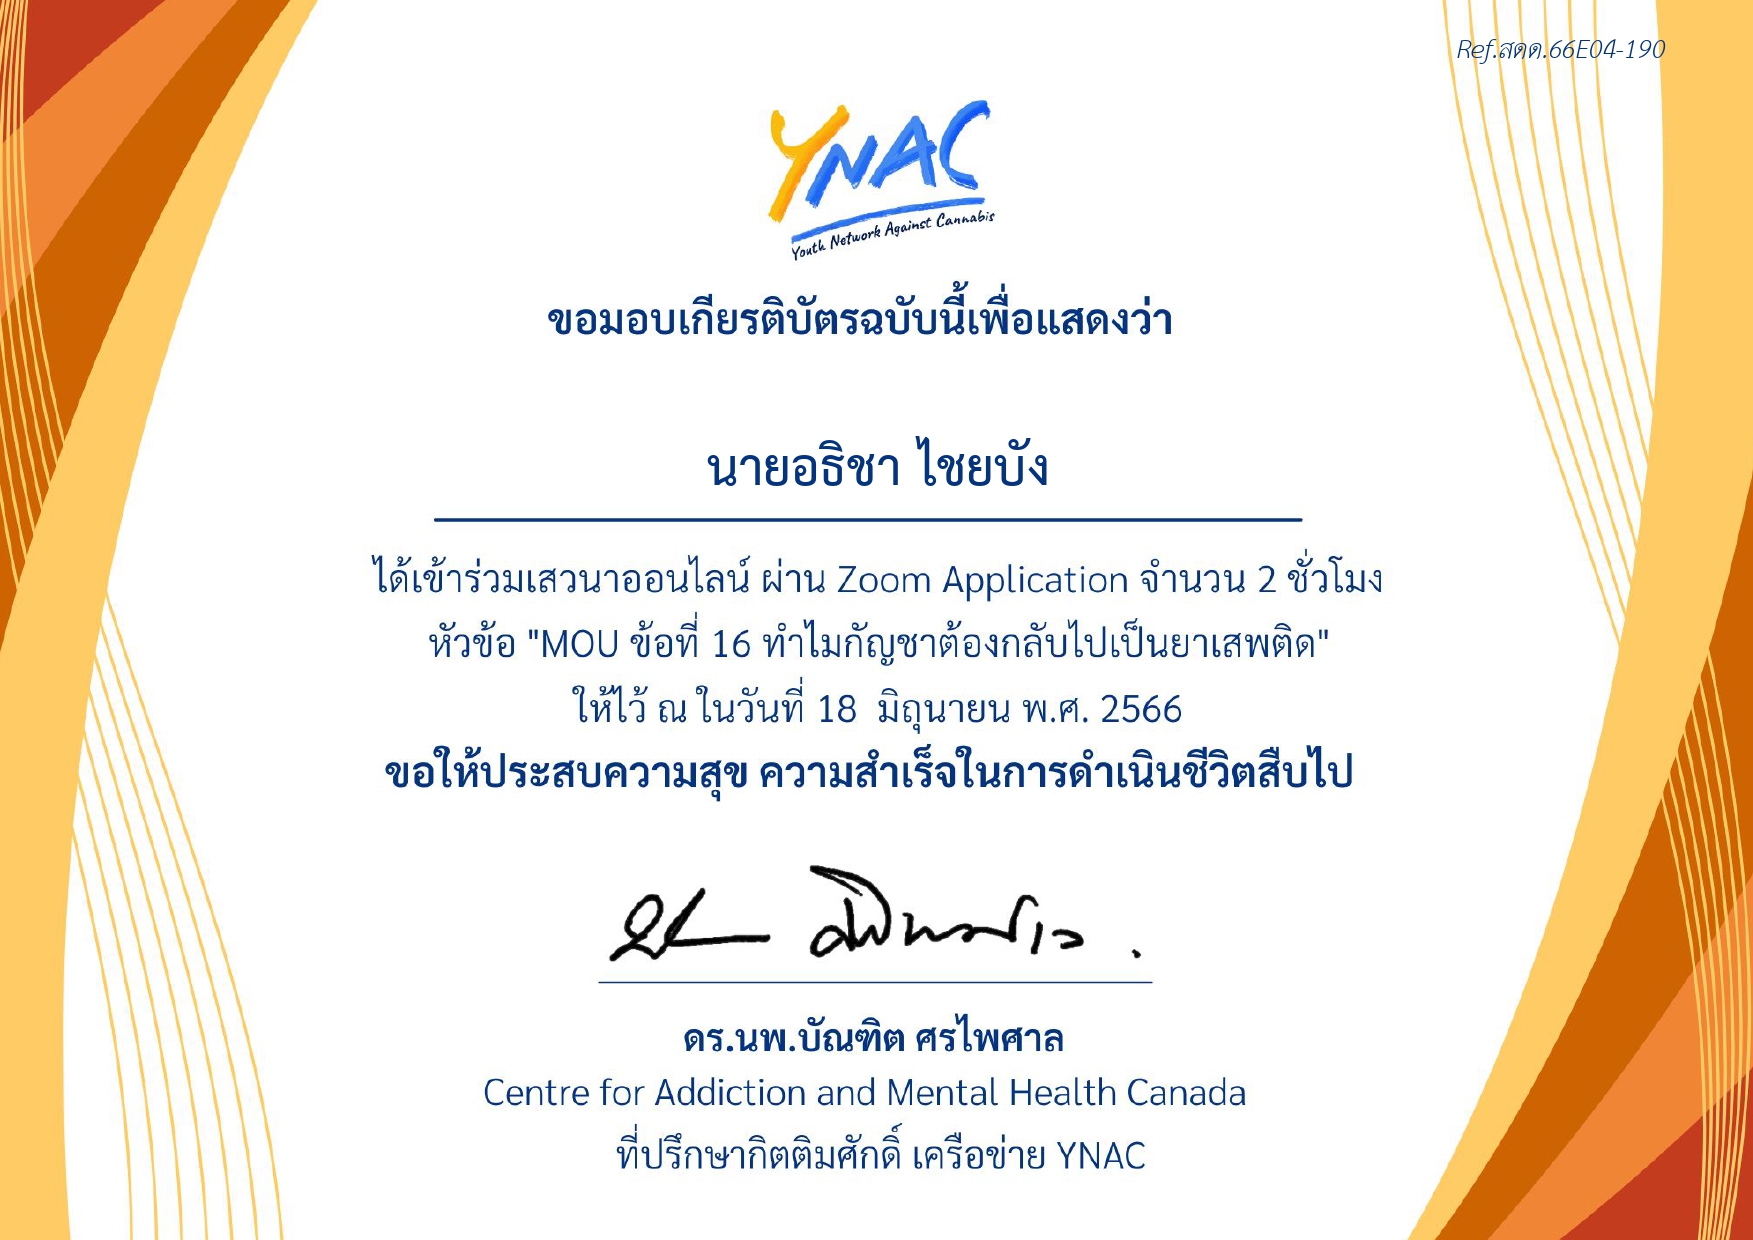 Ref.สดด.66E04-190
YNAC
Youth Network Against Cannabis
ขอมอบเกียรติบัตรฉบับนี้เพื่อแสดงว่า
นายอธิชา ไชยบัง
ได้เข้าร่วมเสวนาออนไลน์ ผ่าน Zoom Application จำนวน 2 ชั่วโมง
หัวข้อ "MOU ข้อที่ 16 ทำไมกัญชาต้องกลับไปเป็นยาเสพติด"
ให้ไว้ ณ ในวันที่ 18 มิถุนายน พ.ศ. 2566
ขอให้ประสบความสุข ความสำเร็จในการดำเนินชีวิตสืบไป
ดร.นพ.บัณฑิต ศรไพศาล
Centre for Addiction and Mental Health Canada
ที่ปรึกษากิตติมศักดิ์ เครือข่าย YNAC